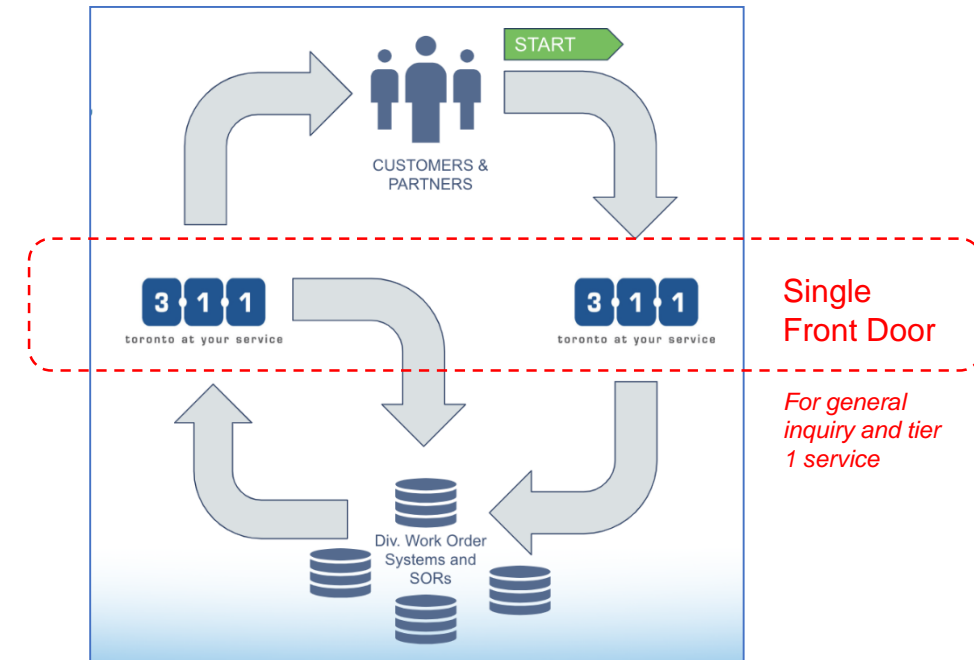 START
CUSTOMERS &
PARTNERS
3 1 1
toronto at your service
3 1 1
toronto at your service
Single
Front Door
For general
inquiry and tier
1 service
Div. Work Order
Systems and
SORs